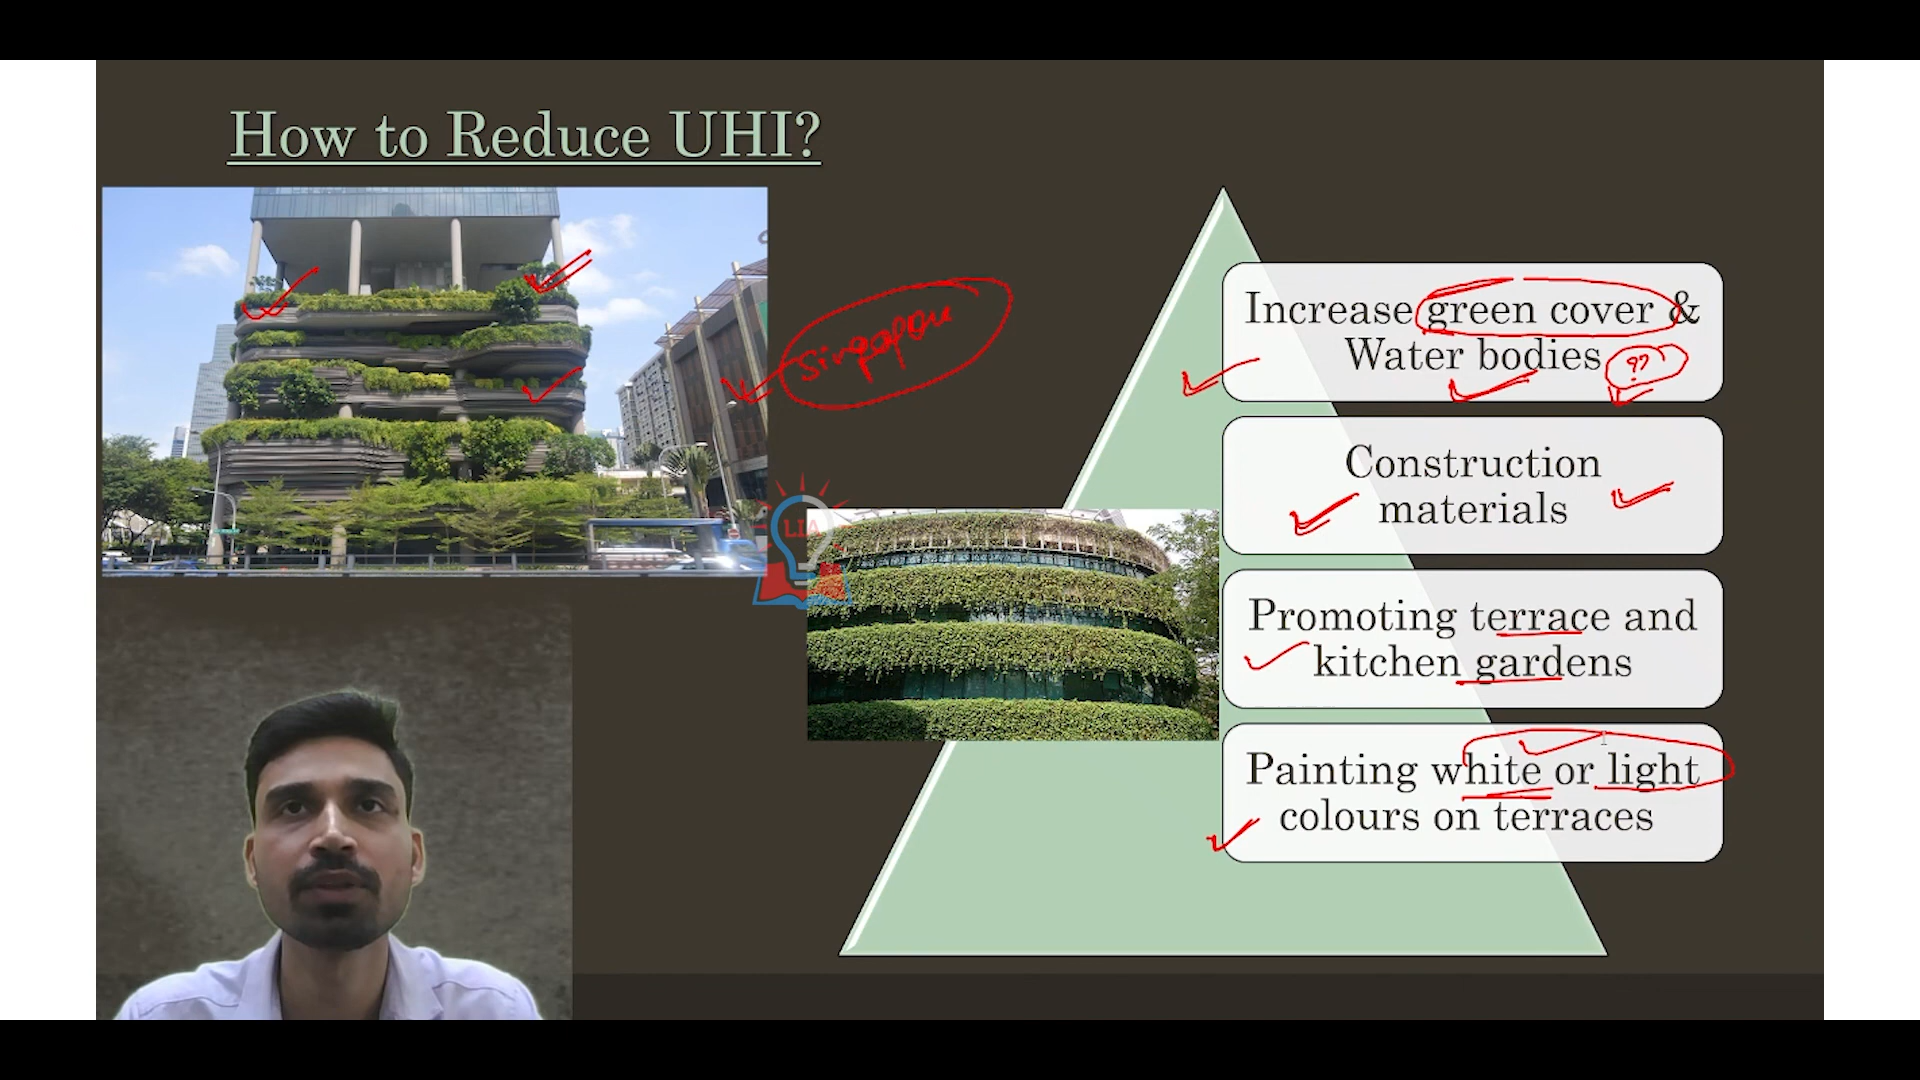 How to Reduce UHI?
Singapore
Increase green cover &
Water bodies
??
Construction
materials
LIA
Promoting terrace and
kitchen gardens
Painting white or light
colours on terraces